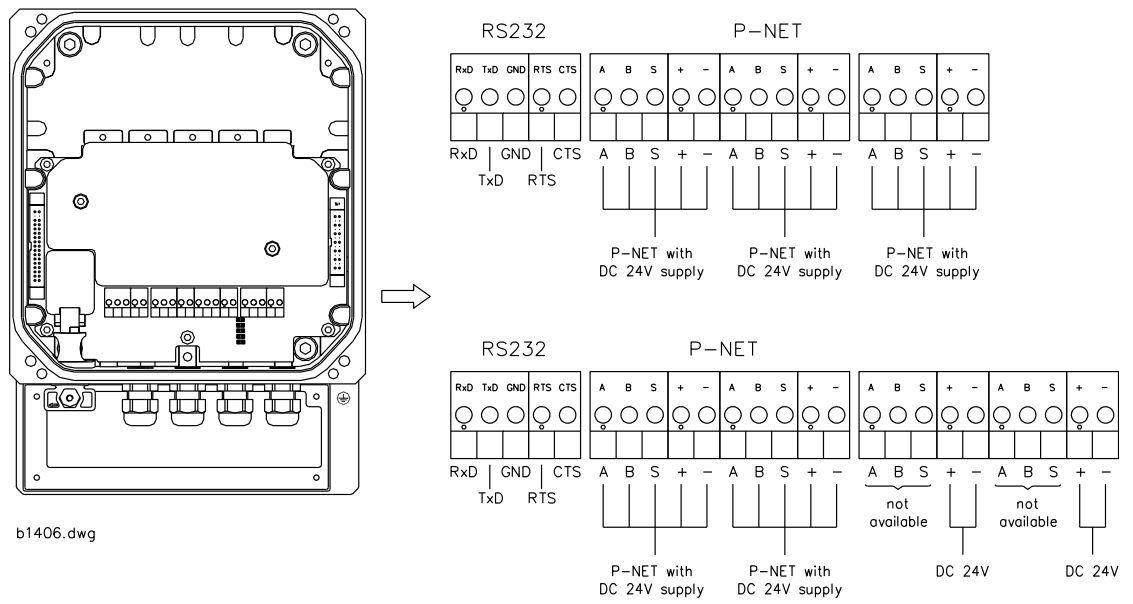 RS232 P-NET
RxD TxD GND RTS CTS A B S + - A B S + - A B S + -
RxD GND CTS A B S + - A B S + - A B S + -
TxD RTS
P-NET with P-NET with P-NET with
DC 24V supply DC 24V supply DC 24V supply
RS232 P-NET
RxD TxD GND RTS CTS A B S + - A B S + - A B S + - A B S + -
RxD GND CTS A B S + - A B S + - A B S + - A B S + -
TxD RTS
not not
available available
b1406.dwg
P-NET with P-NET with DC 24V DC 24V
DC 24V supply DC 24V supply